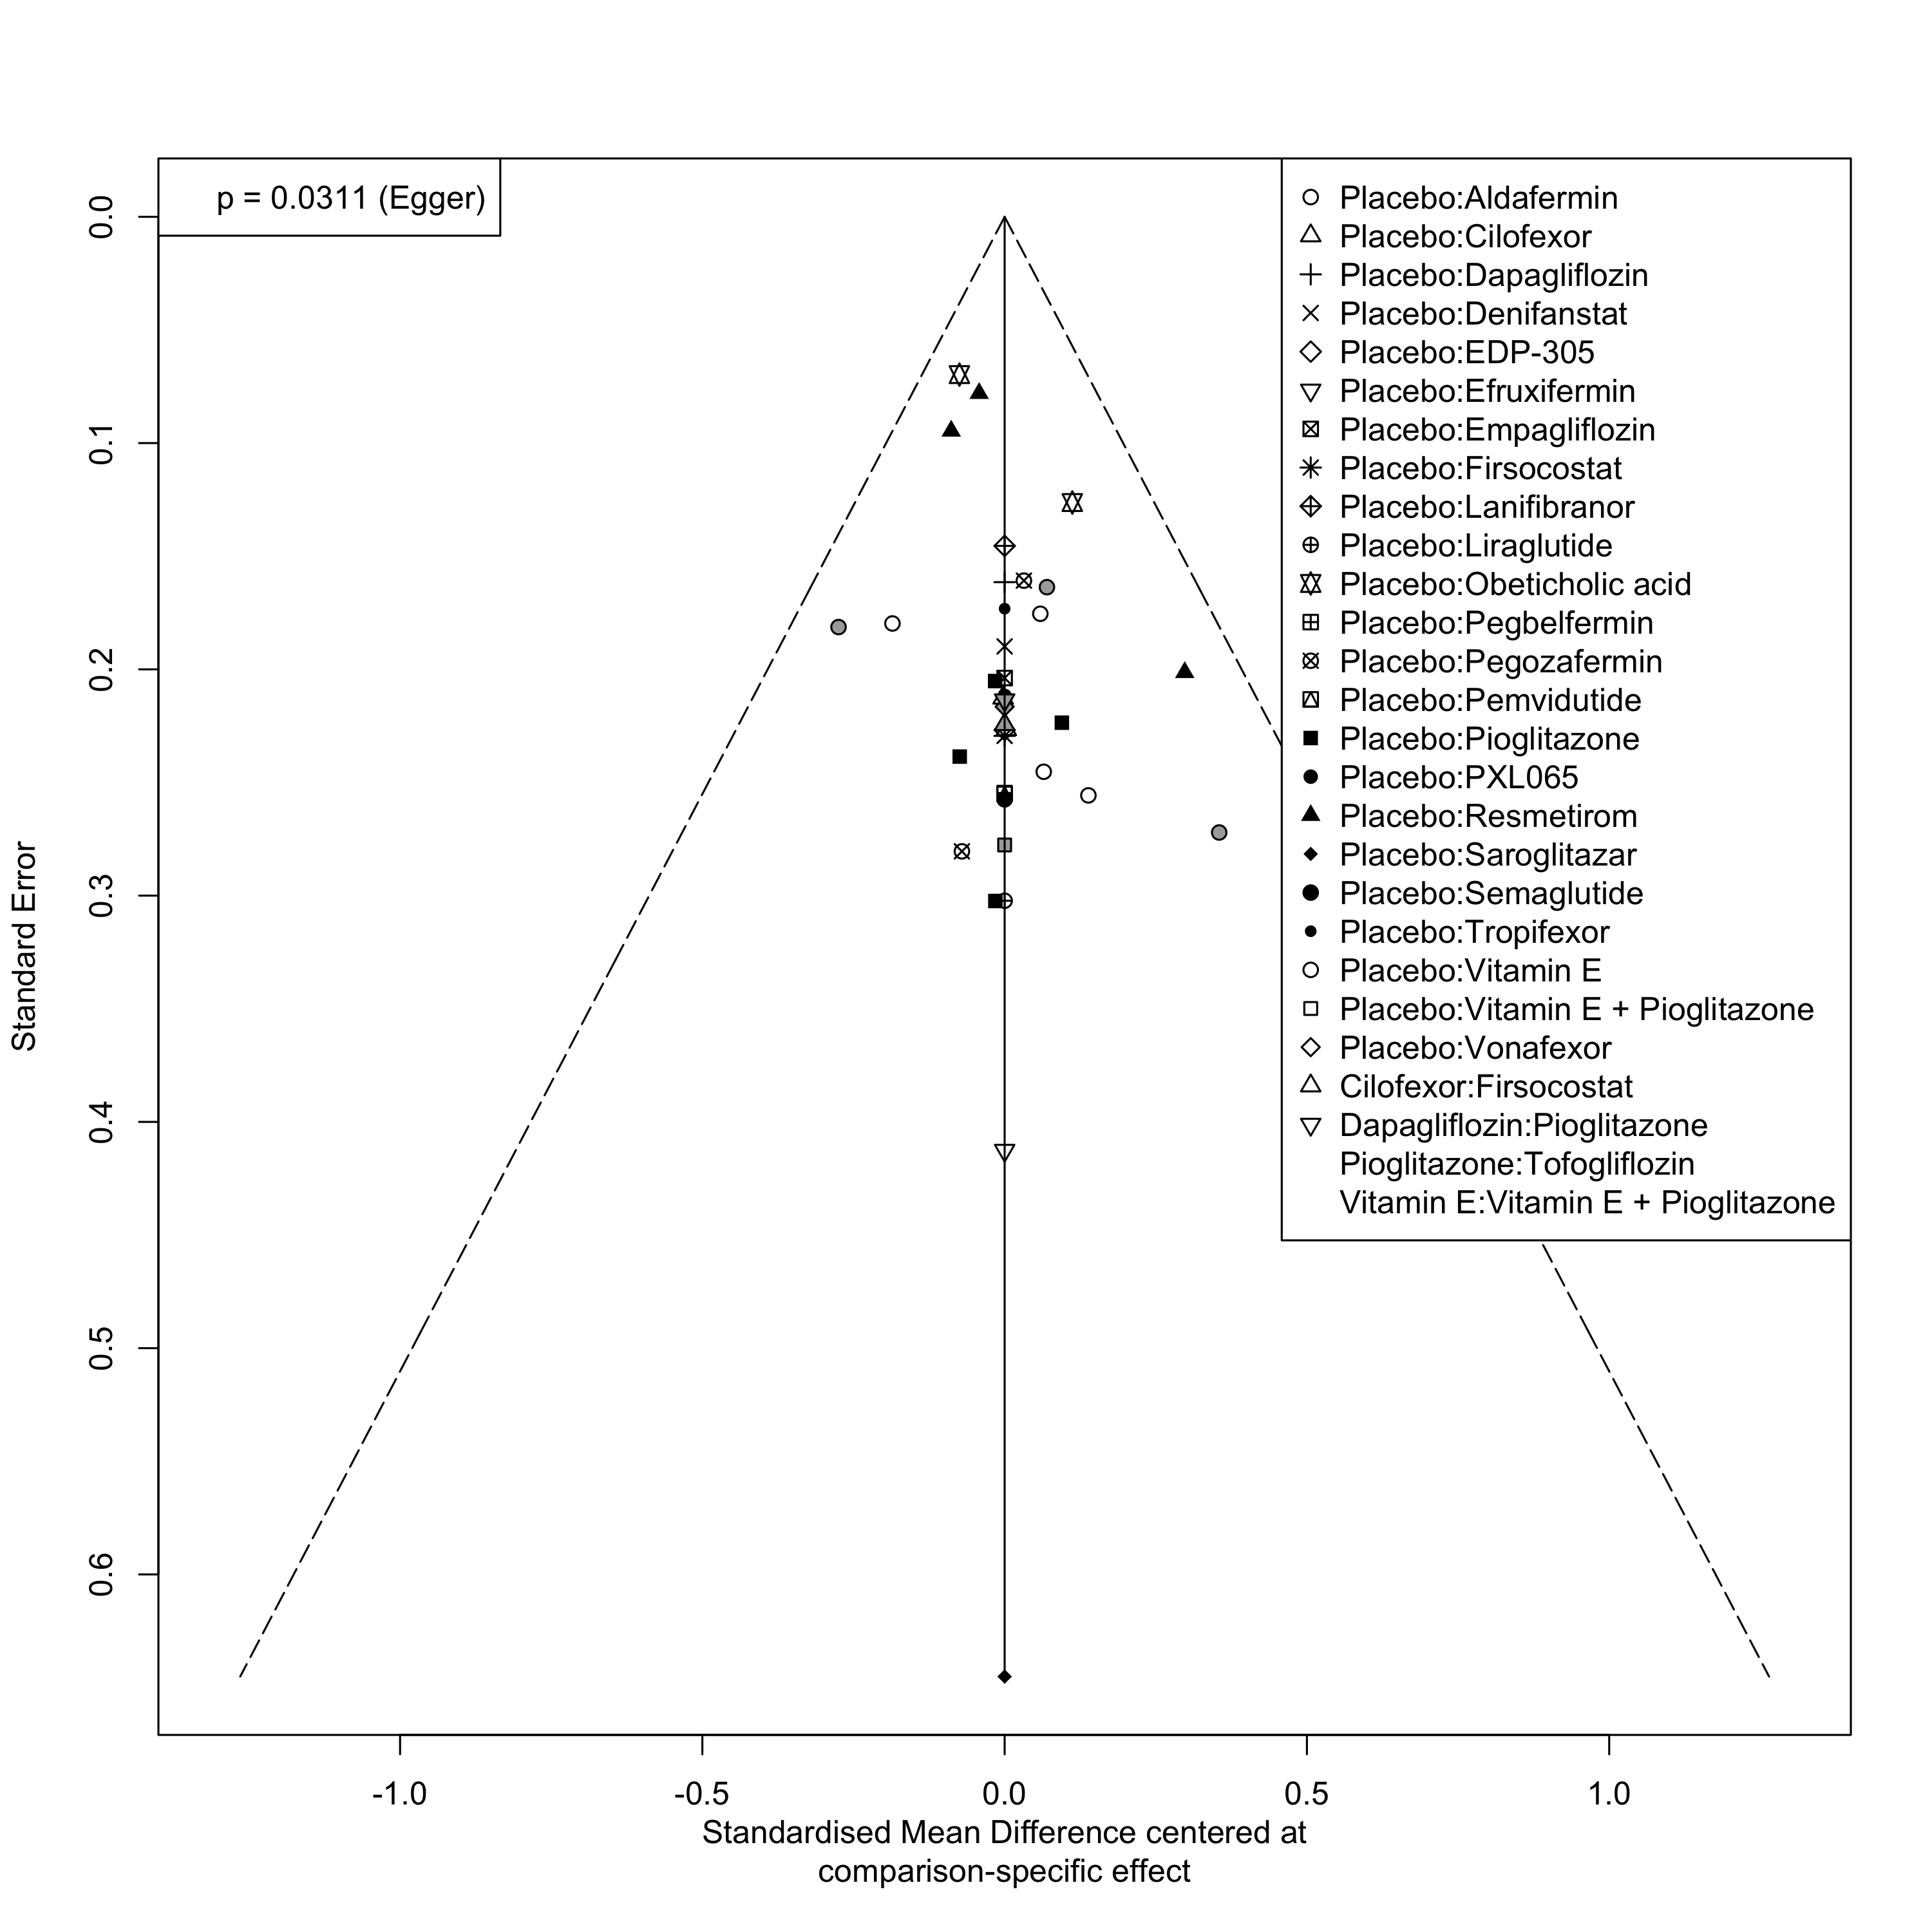 p = 0.0311 (Egger)
Placebo:Aldafermin
Placebo:Cilofexor
Placebo:Dapagliflozin
Placebo:Denifanstat
Placebo:EDP-305
Placebo:Efruxifermin
Placebo:Empagliflozin
Placebo:Firsocostat
Placebo:Lanifibranor
Placebo:Liraglutide
Placebo:Obeticholic acid
Placebo:Pegbelfermin
Placebo:Pegozafermin
Placebo:Pemvidutide
Placebo:Pioglitazone
Placebo:PXL065
Placebo:Resmetirom
Placebo:Saroglitazar
Placebo:Semaglutide
Placebo:Tropifexor
Placebo:Vitamin E
Placebo:Vitamin E + Pioglitazone
Placebo:Vonafexor
Cilofexor:Firsocostat
Dapagliflozin:Pioglitazone
Pioglitazone:Tofogliflozin
Vitamin E:Vitamin E + Pioglitazone
Standard Error
0.0
0.1
0.2
0.3
0.4
0.5
0.6
-1.0 -0.5 0.0 0.5 1.0
Standardised Mean Difference centered at
comparison-specific effect